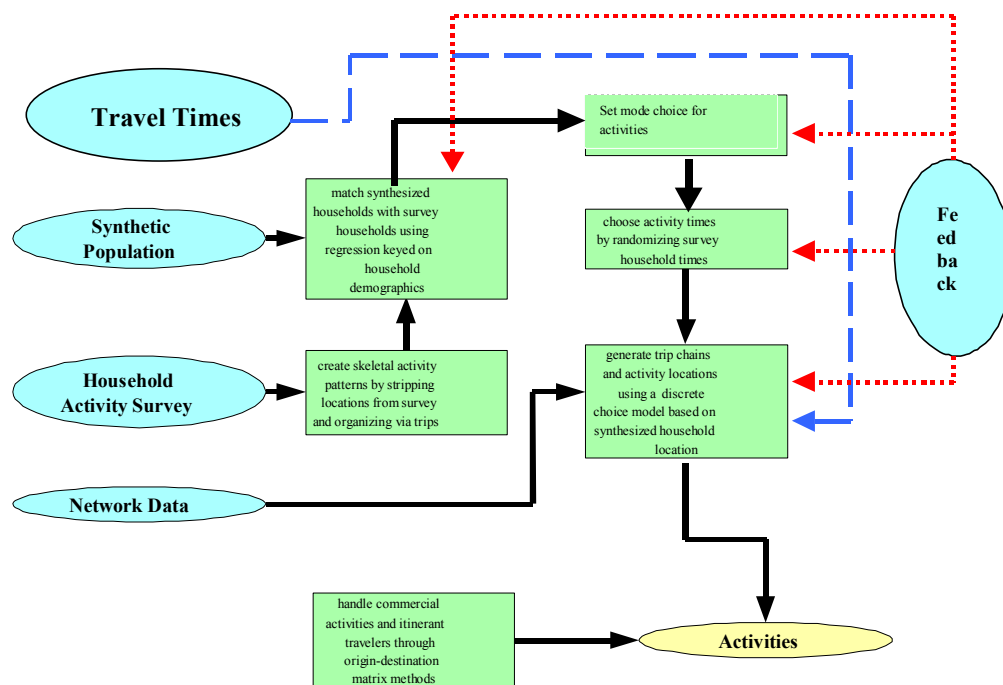 Travel Times
Set mode choice for
activities
match synthesized
households with survey
households using
regression keyed on
household
demographics
Synthetic
Population
choose activity times
by randomizing survey
household times
Fe
ed
ba
ck
Household
Activity Survey
create skeletal activity
patterns by stripping
locations from survey
and organizing via trips
generate trip chains
and activity locations
using a discrete
choice model based on
synthesized household
location
Network Data
handle commercial
activities and itinerant
travelers through
origin-destination
matrix methods
Activities